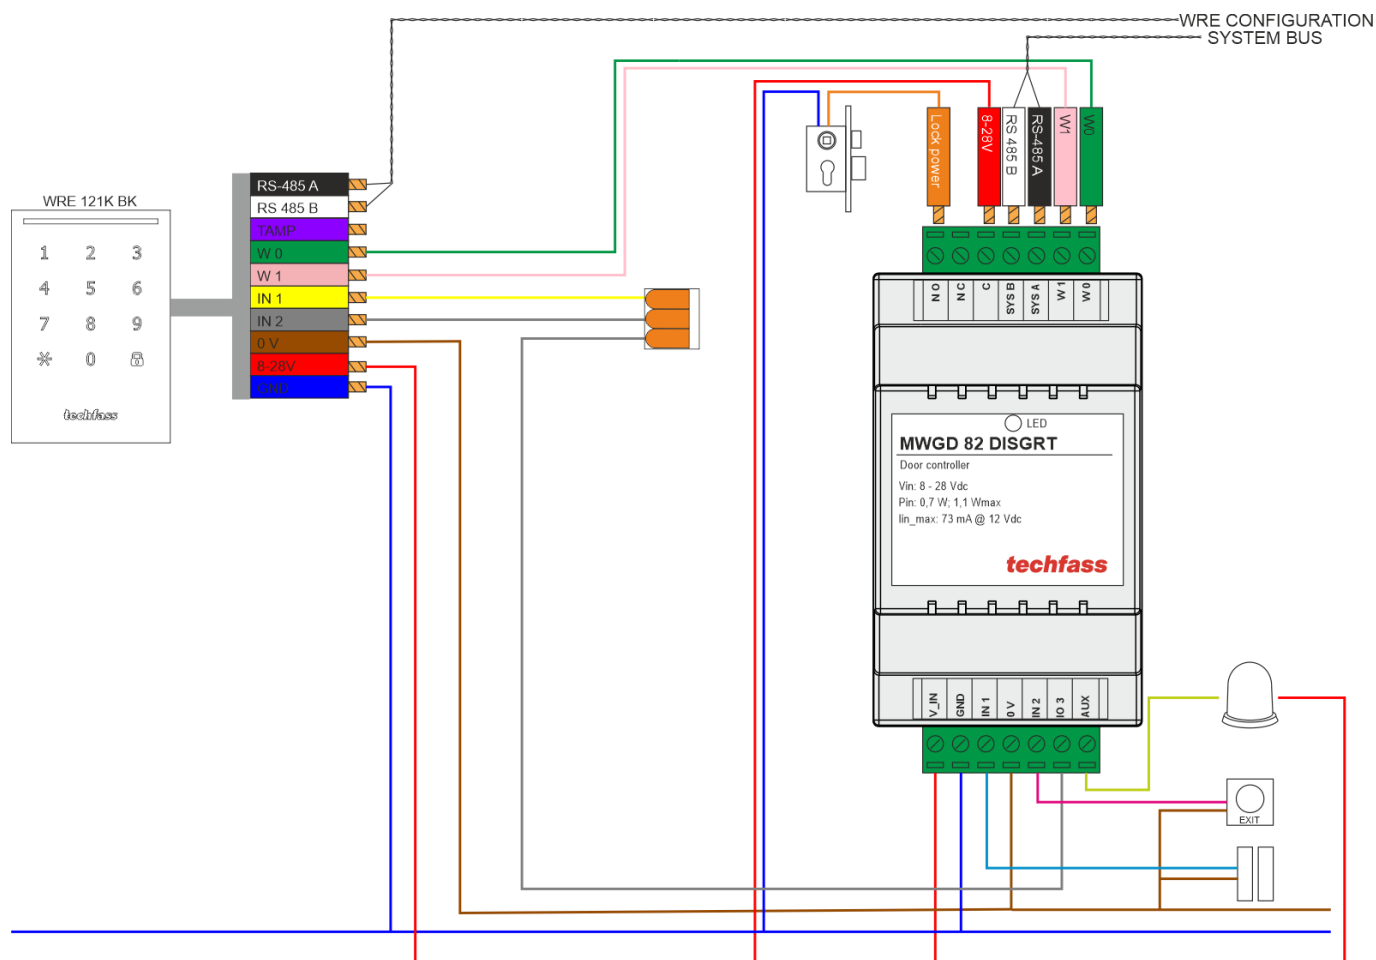 WRE CONFIGURATION
SYSTEM BUS
Lock power
8-28V
RS 485 B
RS-485 A
W1
W0
WRE 121K BK
1 2 3
4 5 6
7 8 9
0
techfass
RS-485 A
RS 485 B
TAMP
W 0
W 1
IN 1
IN 2
0 V
8-28V
GND
NO
NC
C
SYS B
SYS A
W 1
W 0
LED
MWGD 82 DISGRT
Door controller
Vin: 8 - 28 Vdc
Pin: 0,7 W; 1,1 Wmax
Iin_max: 73 mA @ 12 Vdc
techfass
V_IN
GND
IN 1
0 V
IN 2
IO 3
AUX
EXIT